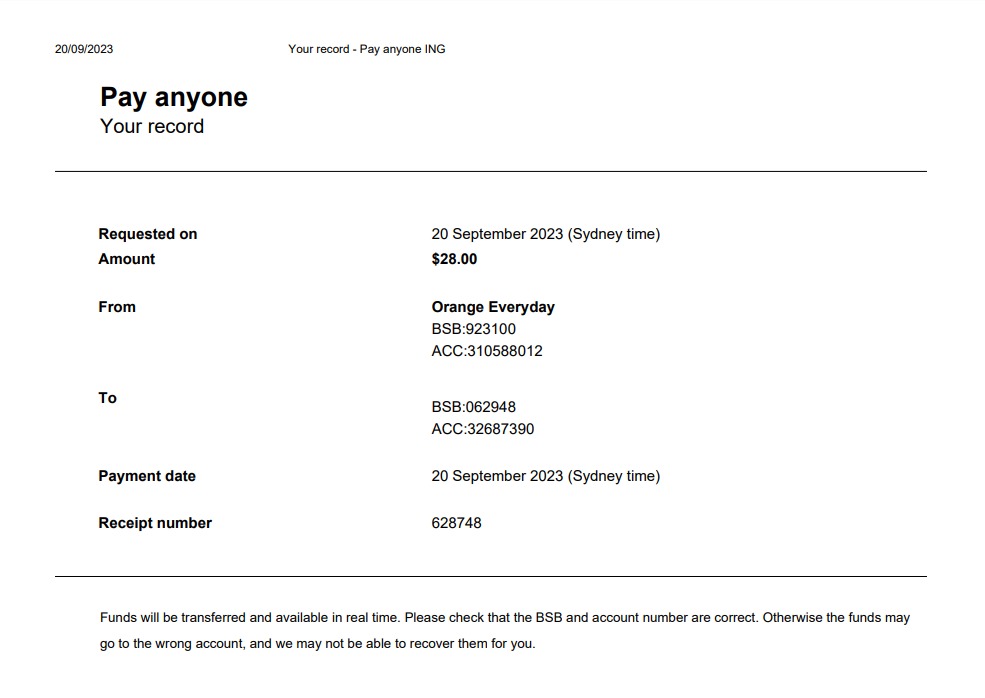 20/09/2023 Your record - Pay anyone ING
Pay anyone
Your record
Requested on 20 September 2023 (Sydney time)
Amount $28.00
From Orange Everyday
BSB:923100
ACC:310588012
To
BSB:062948
ACC:32687390
Payment date 20 September 2023 (Sydney time)
Receipt number 628748
Funds will be transferred and available in real time. Please check that the BSB and account number are correct. Otherwise the funds may
go to the wrong account, and we may not be able to recover them for you.